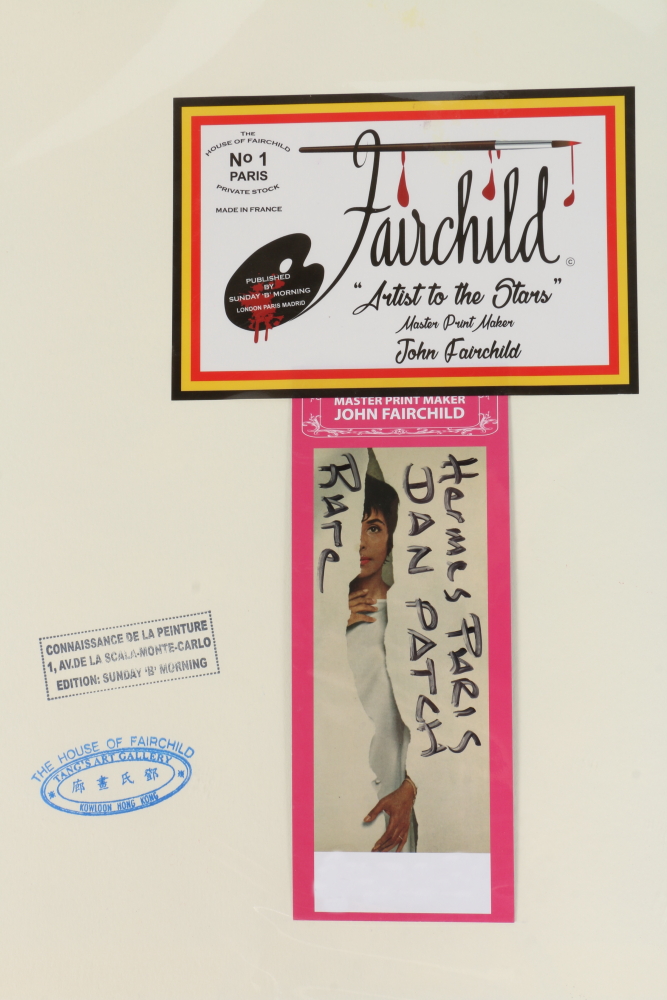 THE
HOUSE OF FAIRCHILD
No 1
PARIS
PRIVATE STOCK
MADE IN FRANCE
Fairchild ©
PUBLISHED
BY
SUNDAY 'B' MORNING
LONDON PARIS MADRID
"Artist to the Stars"
Master Print Maker
John Fairchild
MASTER PRINT MAKER
JOHN FAIRCHILD
Hermes PARIS
DAN PATCH
Rare
CONNAISSANCE DE LA PEINTURE
1, AV.DE LA SCALA-MONTE-CARLO
EDITION: SUNDAY 'B' MORNING
THE HOUSE OF FAIRCHILD
TANG'S ART GALLERY
廊畫氏鄧
KOWLOON HONG KONG